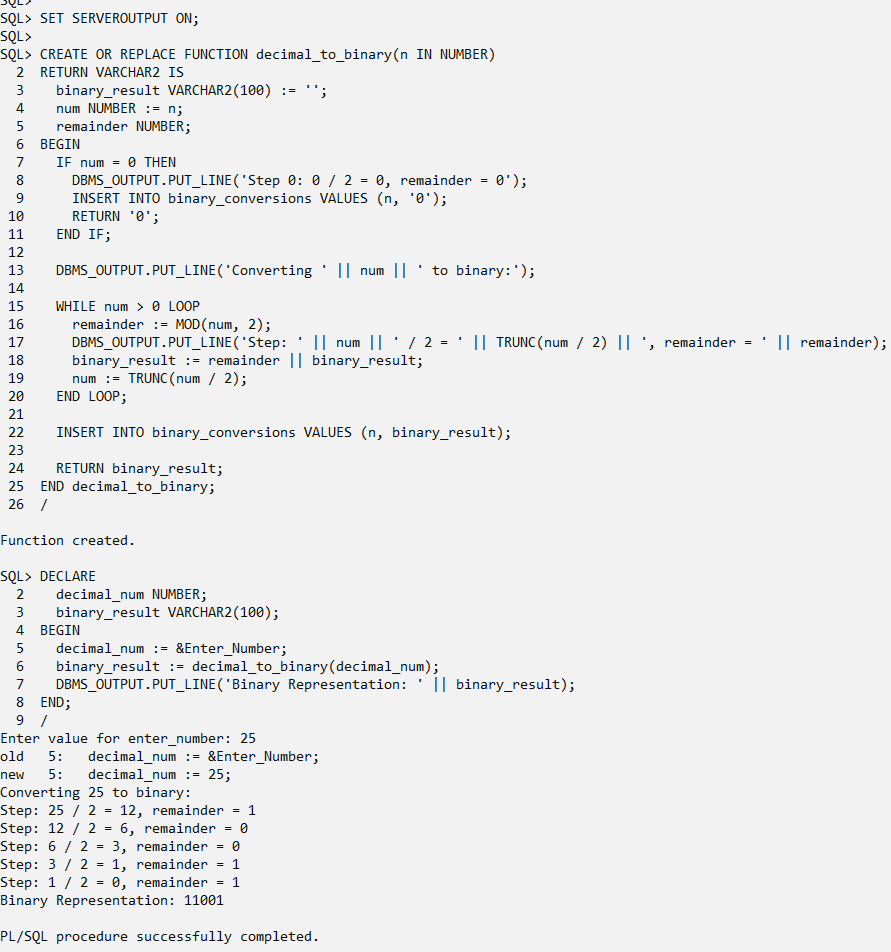 SQL>
SQL> SET SERVEROUTPUT ON;
SQL>
SQL> CREATE OR REPLACE FUNCTION decimal_to_binary(n IN NUMBER)
  2  RETURN VARCHAR2 IS
  3    binary_result VARCHAR2(100) := '';
  4    num NUMBER := n;
  5    remainder NUMBER;
  6  BEGIN
  7    IF num = 0 THEN
  8      DBMS_OUTPUT.PUT_LINE('Step 0: 0 / 2 = 0, remainder = 0');
  9      INSERT INTO binary_conversions VALUES (n, '0');
 10      RETURN '0';
 11    END IF;
 12
 13    DBMS_OUTPUT.PUT_LINE('Converting ' || num || ' to binary:');
 14
 15    WHILE num > 0 LOOP
 16      remainder := MOD(num, 2);
 17      DBMS_OUTPUT.PUT_LINE('Step: ' || num || ' / 2 = ' || TRUNC(num / 2) || ', remainder = ' || remainder);
 18      binary_result := remainder || binary_result;
 19      num := TRUNC(num / 2);
 20    END LOOP;
 21
 22    INSERT INTO binary_conversions VALUES (n, binary_result);
 23
 24    RETURN binary_result;
 25  END decimal_to_binary;
 26  /

Function created.

SQL> DECLARE
  2    decimal_num NUMBER;
  3    binary_result VARCHAR2(100);
  4  BEGIN
  5    decimal_num := &Enter_Number;
  6    binary_result := decimal_to_binary(decimal_num);
  7    DBMS_OUTPUT.PUT_LINE('Binary Representation: ' || binary_result);
  8  END;
  9  /
Enter value for enter_number: 25
old   5:   decimal_num := &Enter_Number;
new   5:   decimal_num := 25;
Converting 25 to binary:
Step: 25 / 2 = 12, remainder = 1
Step: 12 / 2 = 6, remainder = 0
Step: 6 / 2 = 3, remainder = 0
Step: 3 / 2 = 1, remainder = 1
Step: 1 / 2 = 0, remainder = 1
Binary Representation: 11001

PL/SQL procedure successfully completed.